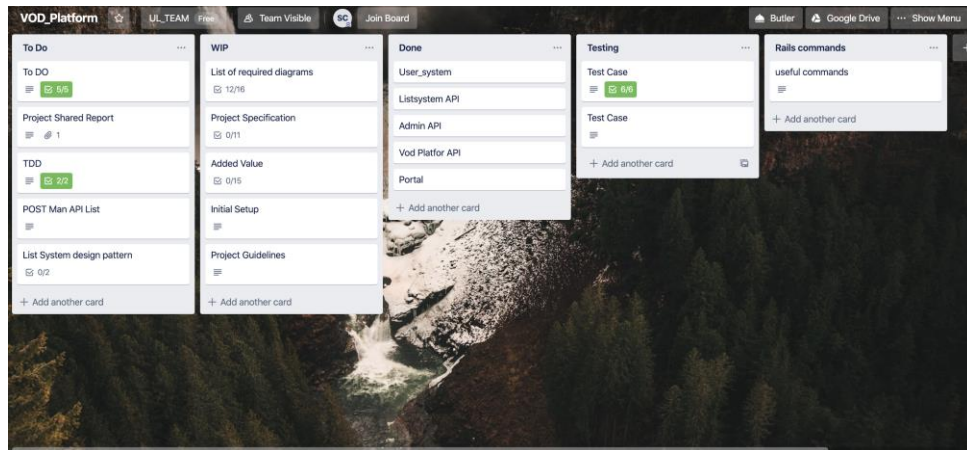 VOD_Platform UL_TEAM Free Team Visible SC Join Board Butler Google Drive ··· Show Menu
To Do ···
To DO
5/5
Project Shared Report
1
TDD
2/2
POST Man API List
List System design pattern
0/2
+ Add another card
WIP ···
List of required diagrams
12/16
Project Specification
0/11
Added Value
0/15
Initial Setup
Project Guidelines
+ Add another card
Done ···
User_system
Listsystem API
Admin API
Vod Platfor API
Portal
+ Add another card
Testing ···
Test Case
6/6
Test Case
+ Add another card
Rails commands ···
useful commands
+ Add another card